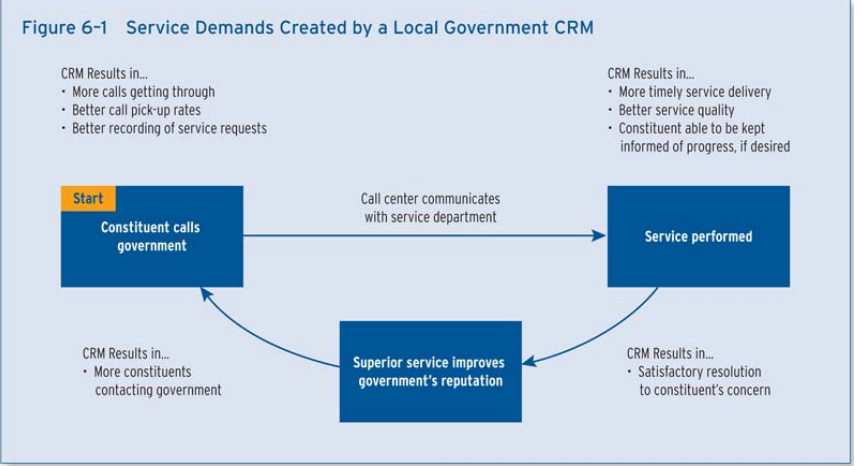 Figure 6–1 Service Demands Created by a Local Government CRM
CRM Results in...
• More calls getting through
• Better call pick-up rates
• Better recording of service requests
CRM Results in...
• More timely service delivery
• Better service quality
• Constituent able to be kept
informed of progress, if desired
Start
Constituent calls
government
Call center communicates
with service department
Service performed
CRM Results in...
• More constituents
contacting government
Superior service improves
government's reputation
CRM Results in...
• Satisfactory resolution
to constituent's concern